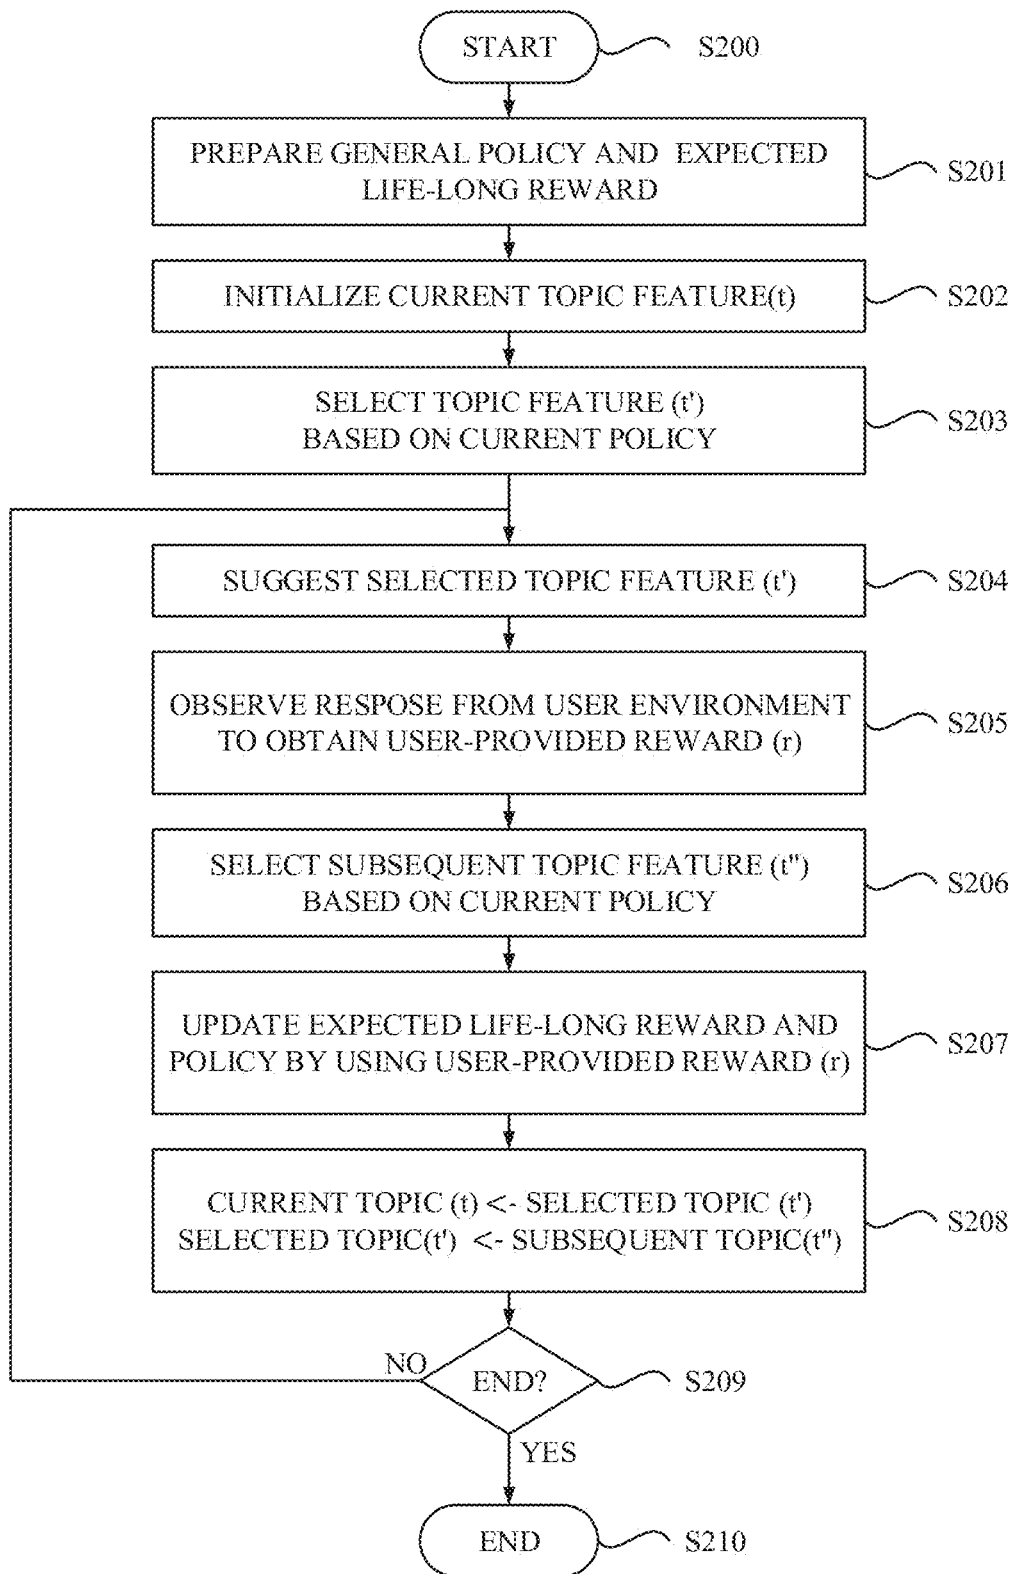 START
S200
PREPARE GENERAL POLICY AND EXPECTED
LIFE-LONG REWARD
S201
INITIALIZE CURRENT TOPIC FEATURE(t)
S202
SELECT TOPIC FEATURE (t')
BASED ON CURRENT POLICY
S203
SUGGEST SELECTED TOPIC FEATURE (t')
S204
OBSERVE RESPOSE FROM USER ENVIRONMENT
TO OBTAIN USER-PROVIDED REWARD (r)
S205
SELECT SUBSEQUENT TOPIC FEATURE (t'')
BASED ON CURRENT POLICY
S206
UPDATE EXPECTED LIFE-LONG REWARD AND
POLICY BY USING USER-PROVIDED REWARD (r)
S207
CURRENT TOPIC (t) <- SELECTED TOPIC (t')
SELECTED TOPIC(t') <- SUBSEQUENT TOPIC(t'')
S208
NO
END?
S209
YES
END
S210